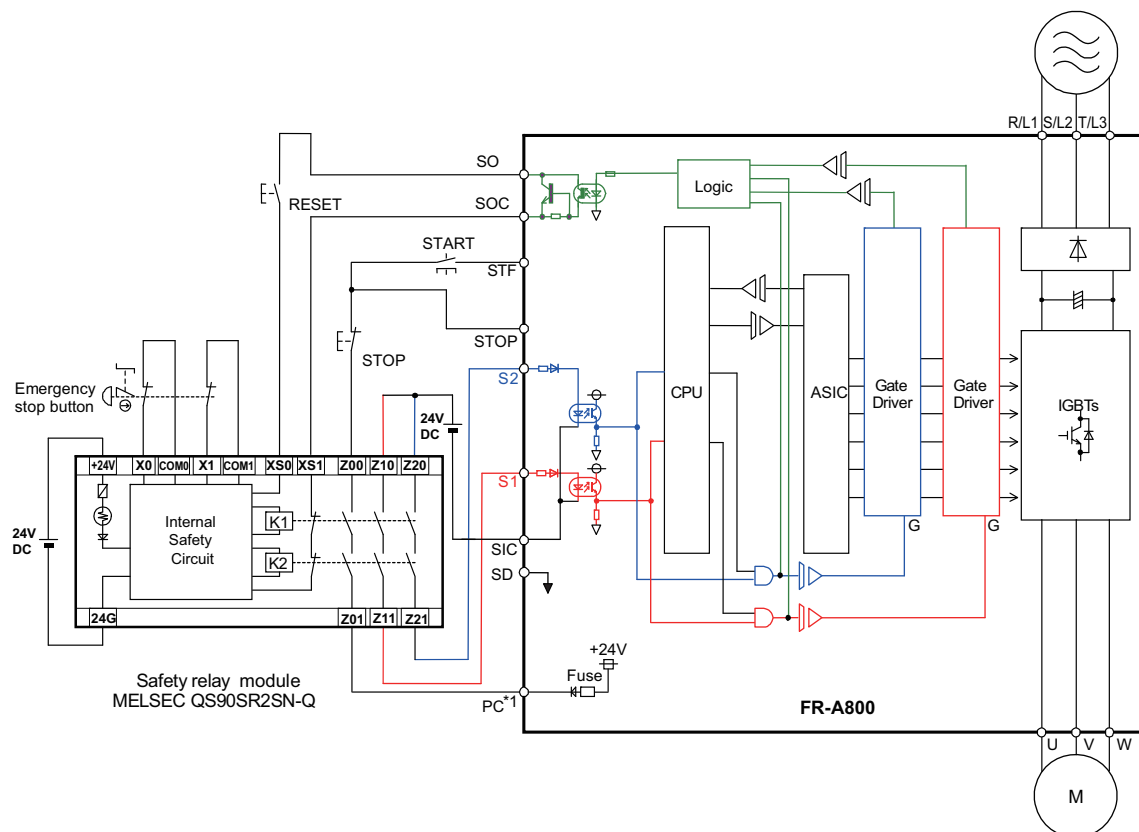 R/L1 S/L2 T/L3
SO
Logic
RESET
SOC
START
STF
STOP
STOP
S2
CPU
ASIC
Gate Driver
Gate Driver
IGBTs
Emergency
stop button
24V
DC
+24V X0 COM0 X1 COM1 XS0 XS1 Z00 Z10 Z20
S1
Internal
Safety
Circuit
K1
K2
24V
DC
G
G
SIC
SD
24G Z01 Z11 Z21
+24V
Fuse
PC*1
Safety relay module
MELSEC QS90SR2SN-Q
FR-A800
U V W
M